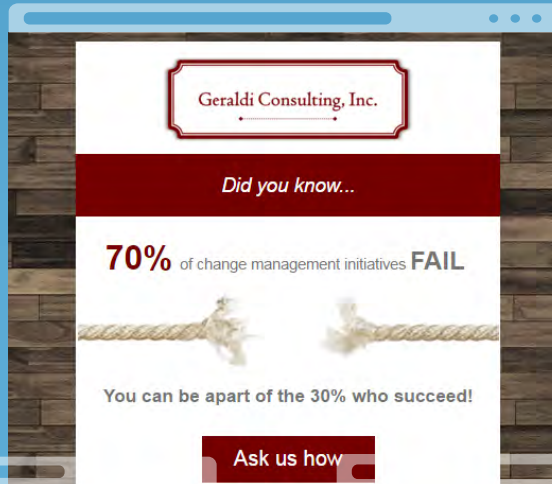 Geraldi Consulting, Inc.
Did you know...
70% of change management initiatives FAIL
You can be apart of the 30% who succeed!
Ask us how